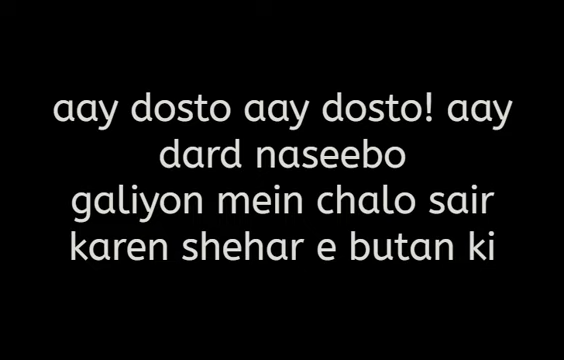 aay dosto aay dosto! aay
dard naseebo
galiyon mein chalo sair
karen shehar e butan ki